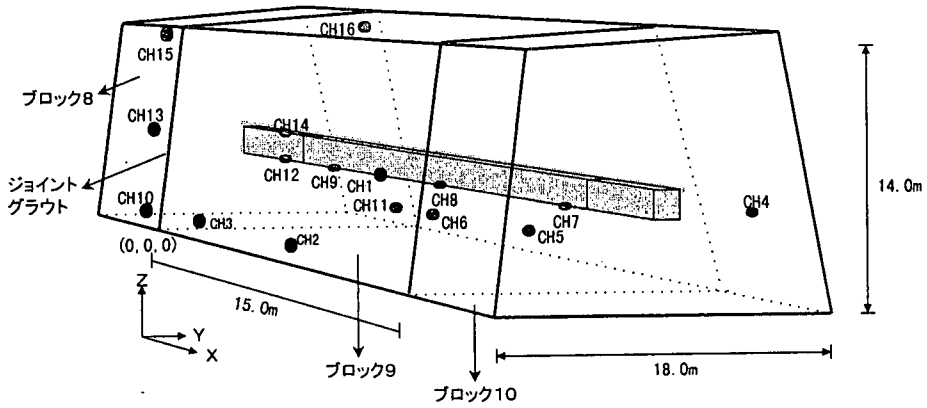 CH16
CH15
ブロック8
CH13
CH14
ジョイント
グラウト
CH12
CH9
CH1
CH8
CH10
CH3
CH11
CH6
CH7
CH4
CH5
CH2
(0,0,0)
14.0m
Z
Y
X
15.0m
18.0m
ブロック9
ブロック10